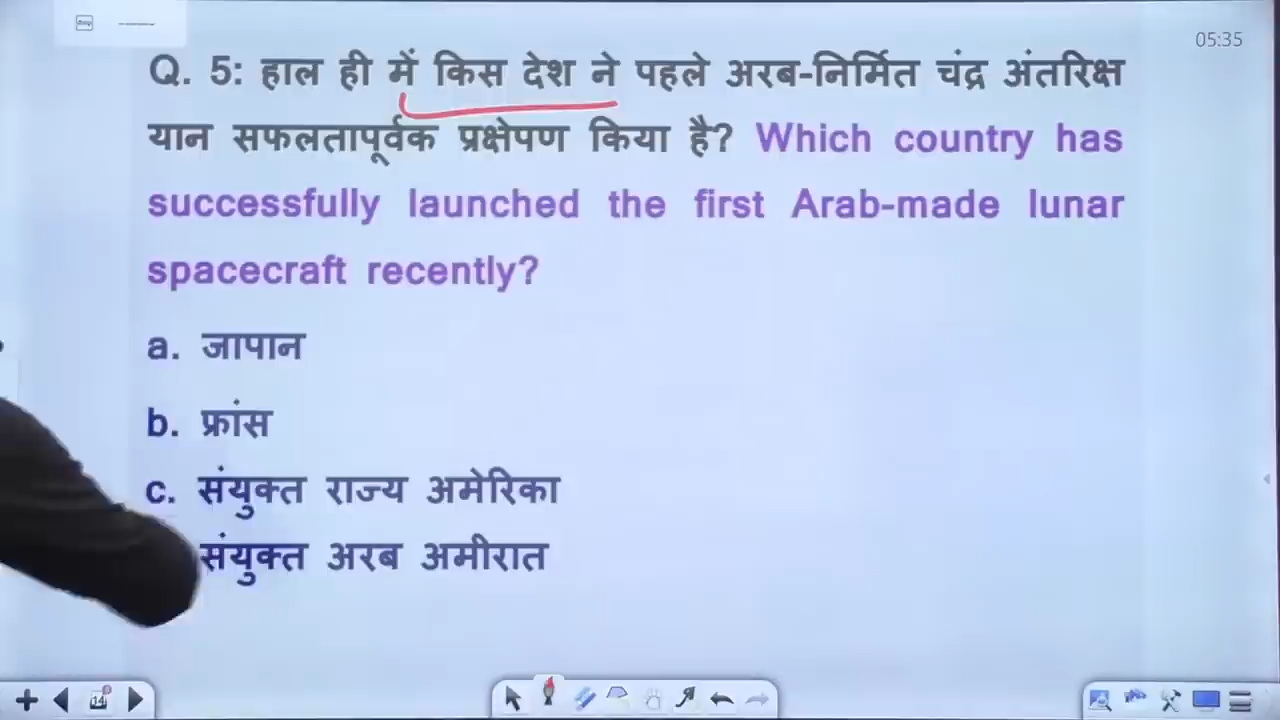 05:35
Q. 5: हाल ही में किस देश ने पहले अरब-निर्मित चंद्र अंतरिक्ष
यान सफलतापूर्वक प्रक्षेपण किया है? Which country has
successfully launched the first Arab-made lunar
spacecraft recently?
a. जापान
b. फ्रांस
c. संयुक्त राज्य अमेरिका
संयुक्त अरब अमीरात
14